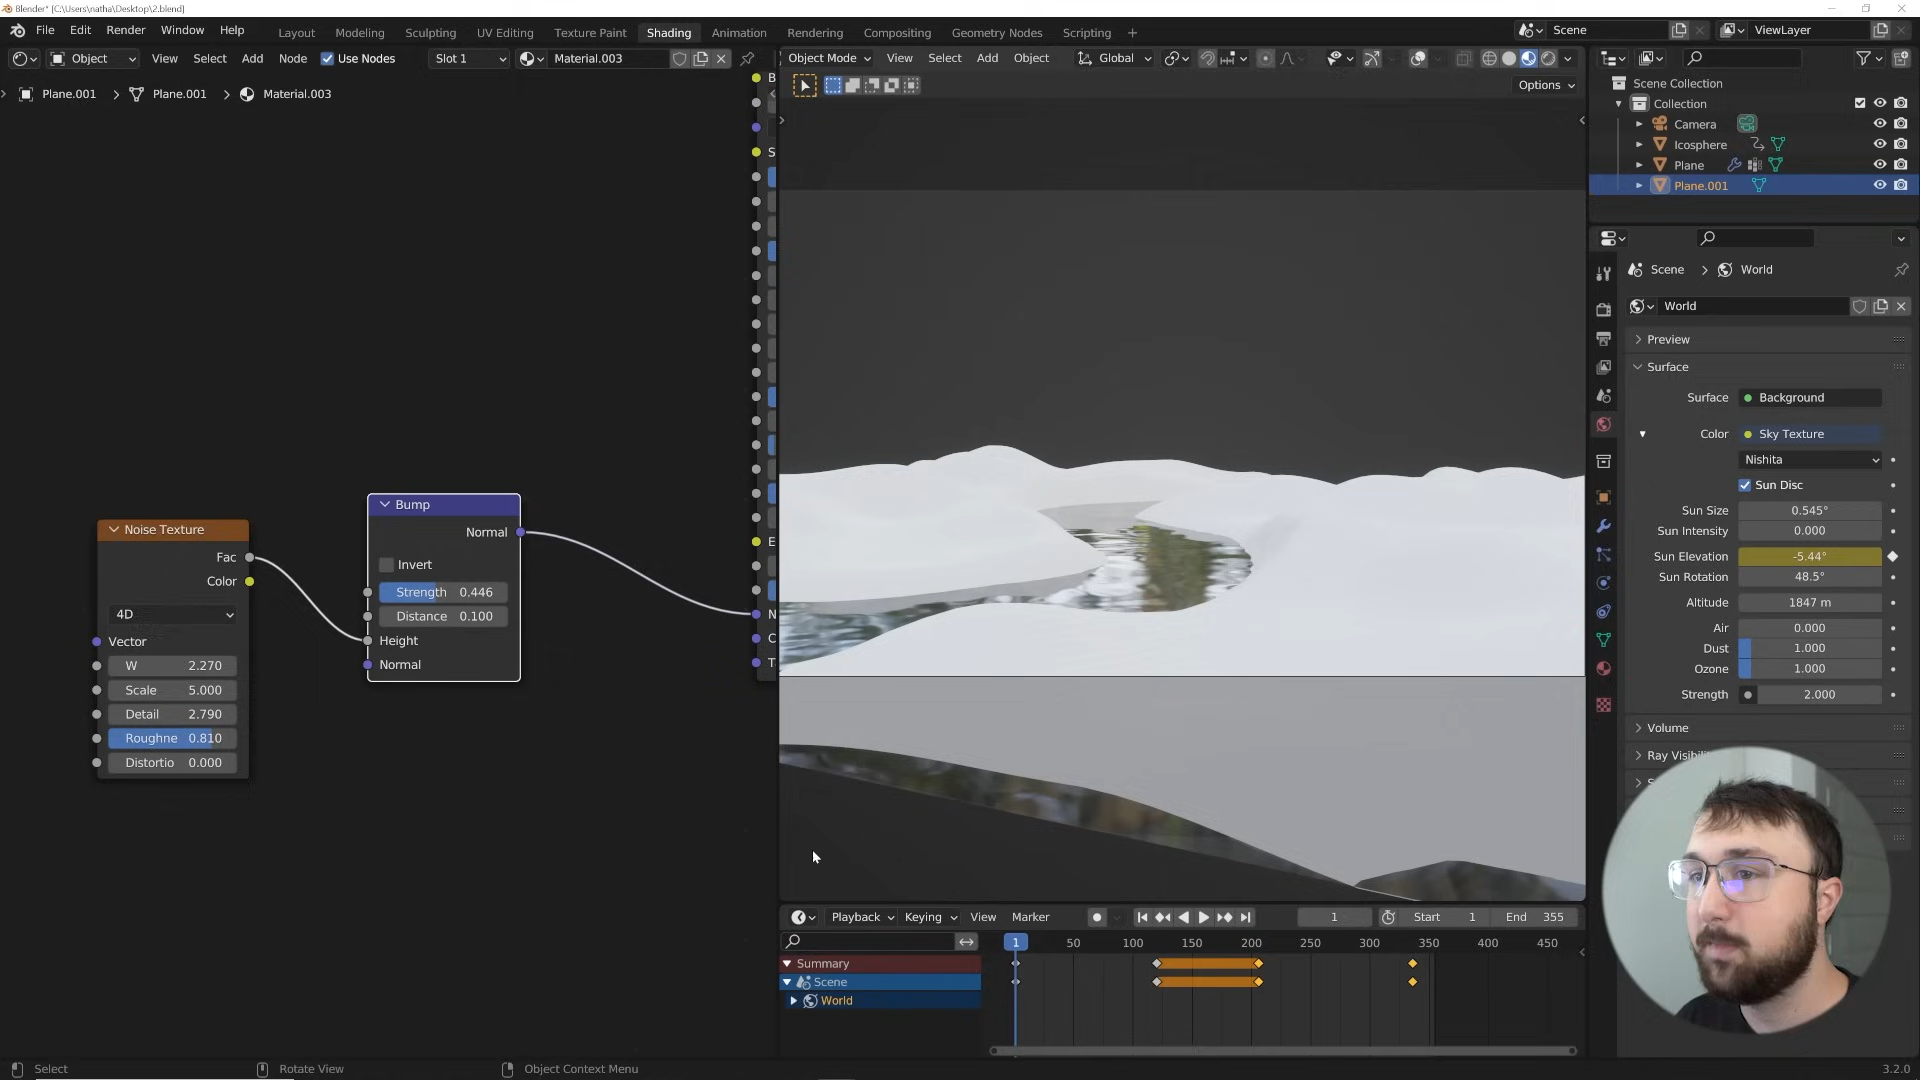 Blender* [C:\Users\natha\Desktop\2.blend]
File Edit Render Window Help Layout Modeling Sculpting UV Editing Texture Paint Shading Animation Rendering Compositing Geometry Nodes Scripting + Scene ViewLayer
Object View Select Add Node Use Nodes Slot 1 Material.003
Object Mode View Select Add Object Global
Options
Plane.001 > Plane.001 > Material.003
Scene Collection
Collection
Camera
Icosphere
Plane
Plane.001
Scene > World
World
Preview
Surface
Surface Background
Color Sky Texture
Nishita
Sun Disc
Sun Size 0.545°
Sun Intensity 0.000
Sun Elevation -5.44°
Sun Rotation 48.5°
Altitude 1847 m
Air 0.000
Dust 1.000
Ozone 1.000
Strength 2.000
Volume
Ray Visibili
B
S
E
N
C
T
Noise Texture
Fac
Color
4D
Vector
W 2.270
Scale 5.000
Detail 2.790
Roughne 0.810
Distortio 0.000
Bump
Normal
Invert
Strength 0.446
Distance 0.100
Height
Normal
Playback Keying View Marker 1 Start 1 End 355
1 50 100 150 200 250 300 350 400 450
Summary
Scene
World
Select Rotate View Object Context Menu 3.2.0